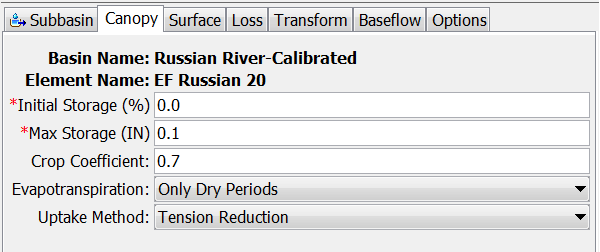 Subbasin Canopy Surface Loss Transform Baseflow Options
Basin Name: Russian River-Calibrated
Element Name: EF Russian 20
*Initial Storage (%) 0.0
*Max Storage (IN) 0.1
Crop Coefficient: 0.7
Evapotranspiration: Only Dry Periods
Uptake Method: Tension Reduction